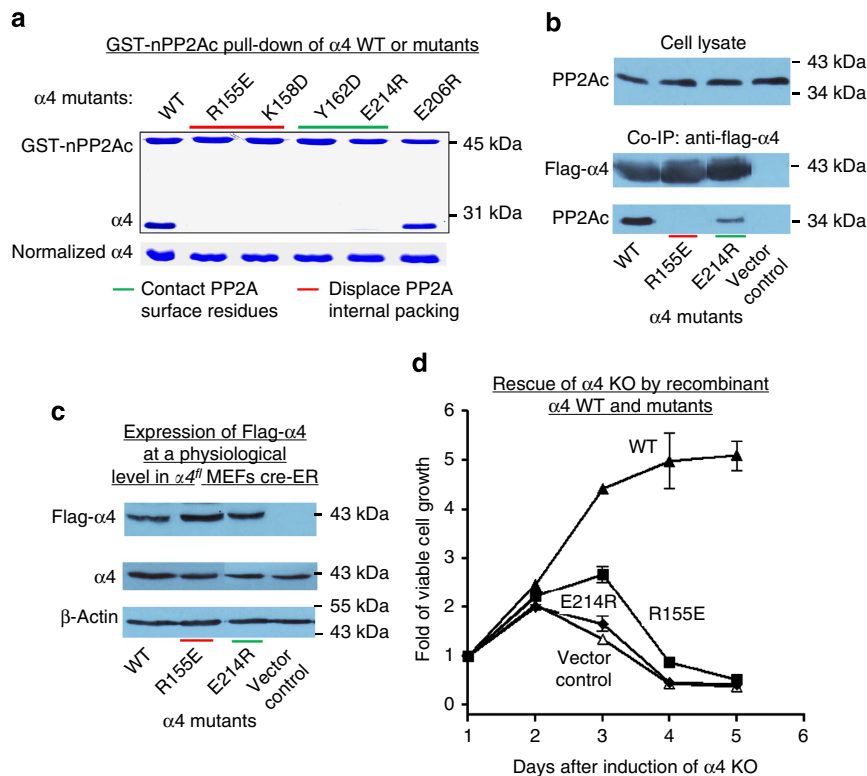 a
GST-nPP2Ac pull-down of α4 WT or mutants
α4 mutants:
WT
R155E
K158D
Y162D
E214R
E206R
GST-nPP2Ac
45 kDa
α4
31 kDa
Normalized α4
Contact PP2A
surface residues
Displace PP2A
internal packing
b
Cell lysate
PP2Ac
43 kDa
34 kDa
Co-IP: anti-flag-α4
Flag-α4
43 kDa
PP2Ac
34 kDa
WT
R155E
E214R
Vector
control
α4 mutants
c
Expression of Flag-α4
at a physiological
level in α4fl MEFs cre-ER
Flag-α4
43 kDa
α4
43 kDa
β-Actin
55 kDa
43 kDa
WT
R155E
E214R
Vector
control
α4 mutants
d
Rescue of α4 KO by recombinant
α4 WT and mutants
Fold of viable cell growth
6
5
4
3
2
1
0
WT
E214R
R155E
Vector
control
1 2 3 4 5 6
Days after induction of α4 KO